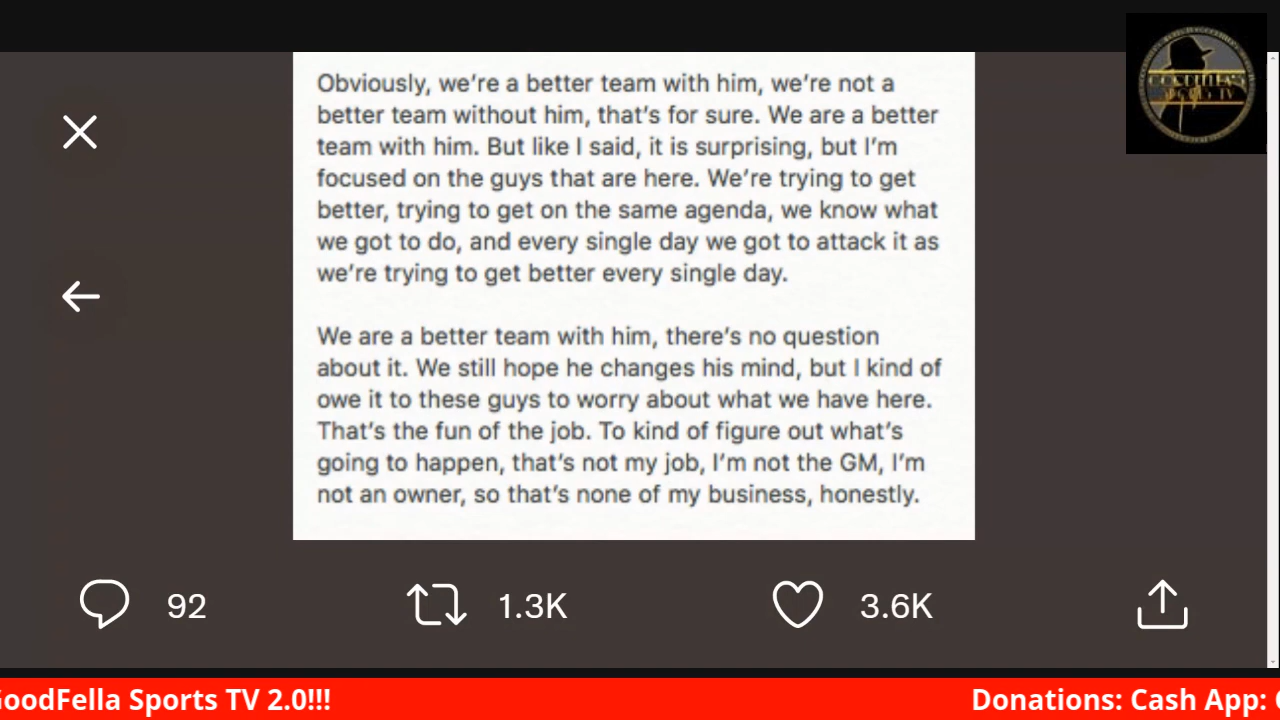 Obviously, we're a better team with him, we're not a
better team without him, that's for sure. We are a better
team with him. But like I said, it is surprising, but I'm
focused on the guys that are here. We're trying to get
better, trying to get on the same agenda, we know what
we got to do, and every single day we got to attack it as
we're trying to get better every single day.
We are a better team with him, there's no question
about it. We still hope he changes his mind, but I kind of
owe it to these guys to worry about what we have here.
That's the fun of the job. To kind of figure out what's
going to happen, that's not my job, I'm not the GM, I'm
not an owner, so that's none of my business, honestly.
92 1.3K 3.6K
GoodFella Sports TV 2.0!!! Donations: Cash App: